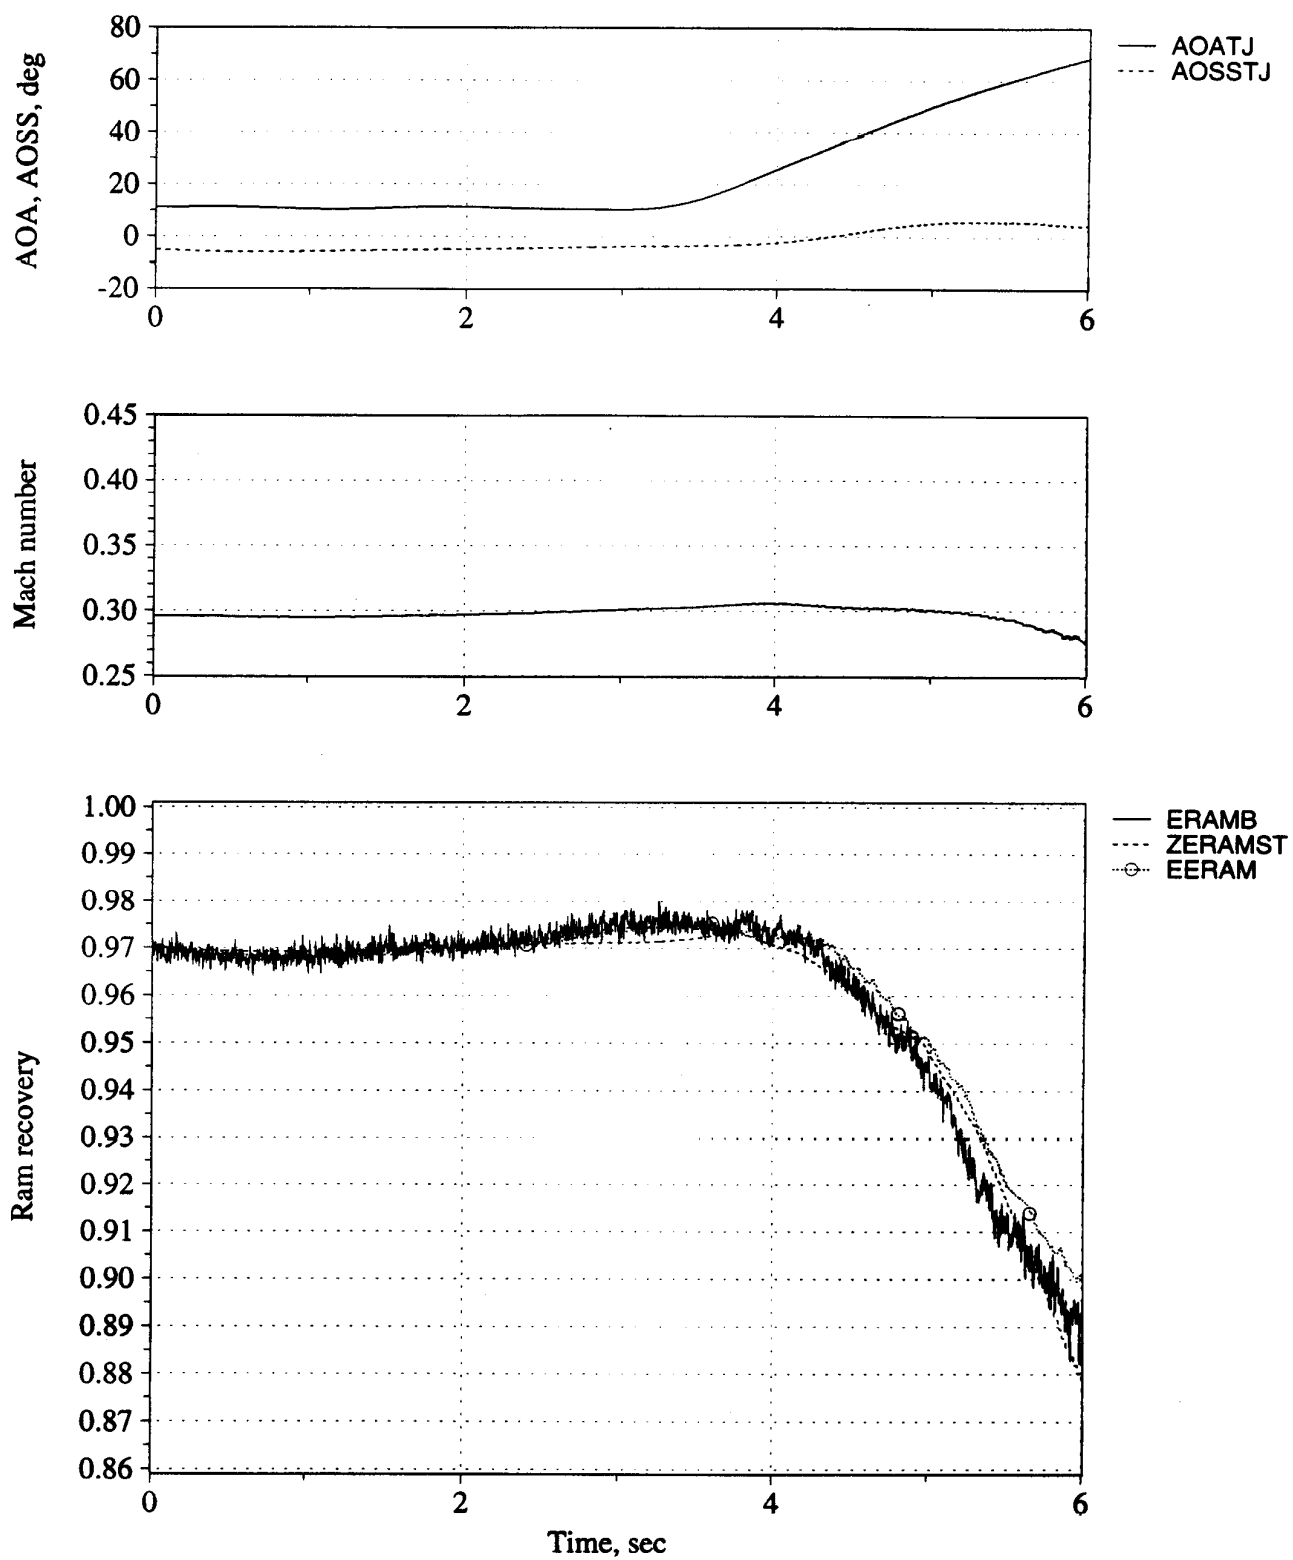 80
60
40
20
0
-20
AOA, AOSS, deg
0 2 4 6
AOATJ
AOSSTJ
0.45
0.40
0.35
0.30
0.25
Mach number
0 2 4 6
1.00
0.99
0.98
0.97
0.96
0.95
0.94
0.93
0.92
0.91
0.90
0.89
0.88
0.87
0.86
Ram recovery
ERAMB
ZERAMST
EERAM
0 2 4 6
Time, sec